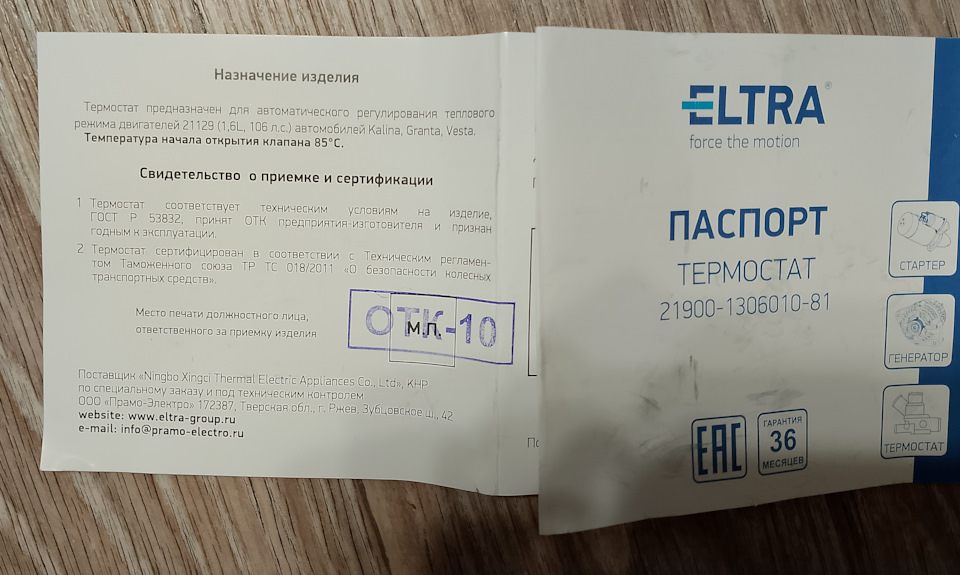 Назначение изделия
Термостат предназначен для автоматического регулирования теплового
режима двигателей 21129 (1,6L, 106 л.с.) автомобилей Kalina, Granta, Vesta.
Температура начала открытия клапана 85°С.
Свидетельство о приемке и сертификации
1 Термостат соответствует техническим условиям на изделие,
ГОСТ Р 53832, принят ОТК предприятия-изготовителя и признан
годным к эксплуатации.
2 Термостат сертифицирован в соответствии с Техническим регламен-
том Таможенного союза ТР ТС 018/2011 «О безопасности колесных
транспортных средств».
Место печати должностного лица,
ответственного за приемку изделия
ОТК-10
М.П.
Поставщик «Ningbo Xingci Thermal Electric Appliances Co., Ltd», КНР
по специальному заказу и под техническим контролем
ООО «Прамо-Электро» 172387, Тверская обл., г. Ржев, Зубцовское ш., 42
website: www.eltra-group.ru
e-mail: info@pramo-electro.ru
ELTRA®
force the motion
ПАСПОРТ
ТЕРМОСТАТ
21900-1306010-81
EAC
ГАРАНТИЯ
36
МЕСЯЦЕВ
СТАРТЕР
ГЕНЕРАТОР
ТЕРМОСТАТ